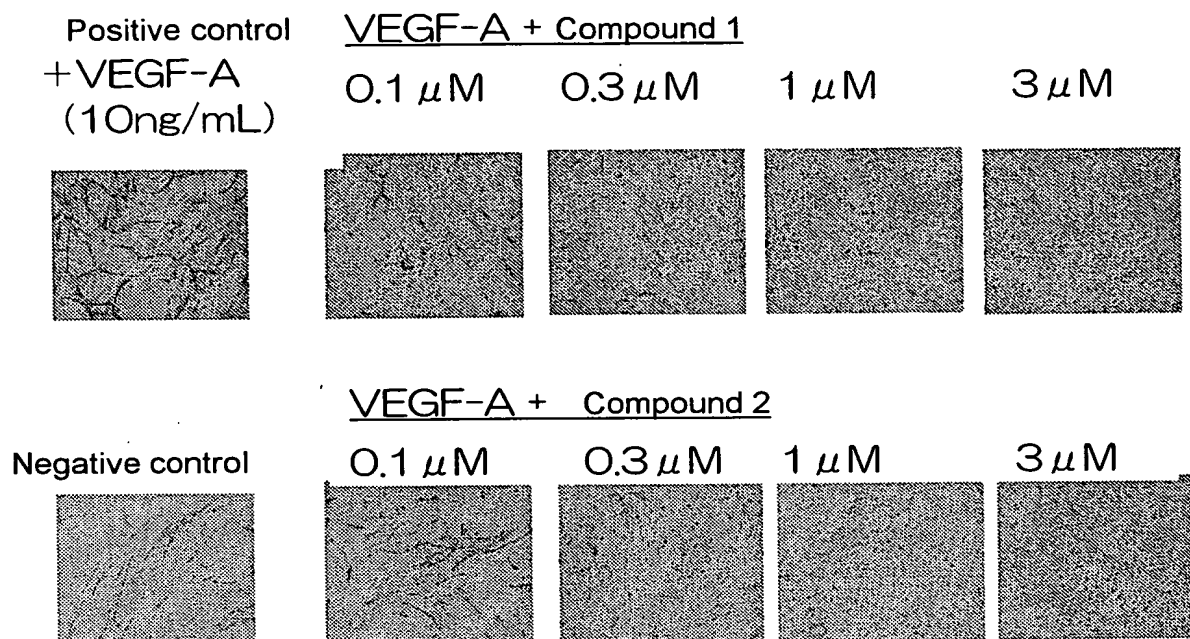 Positive control
+VEGF-A
(10ng/mL)
VEGF-A + Compound 1
0.1 μM 0.3 μM 1 μM 3 μM
VEGF-A + Compound 2
Negative control
0.1 μM 0.3 μM 1 μM 3 μM